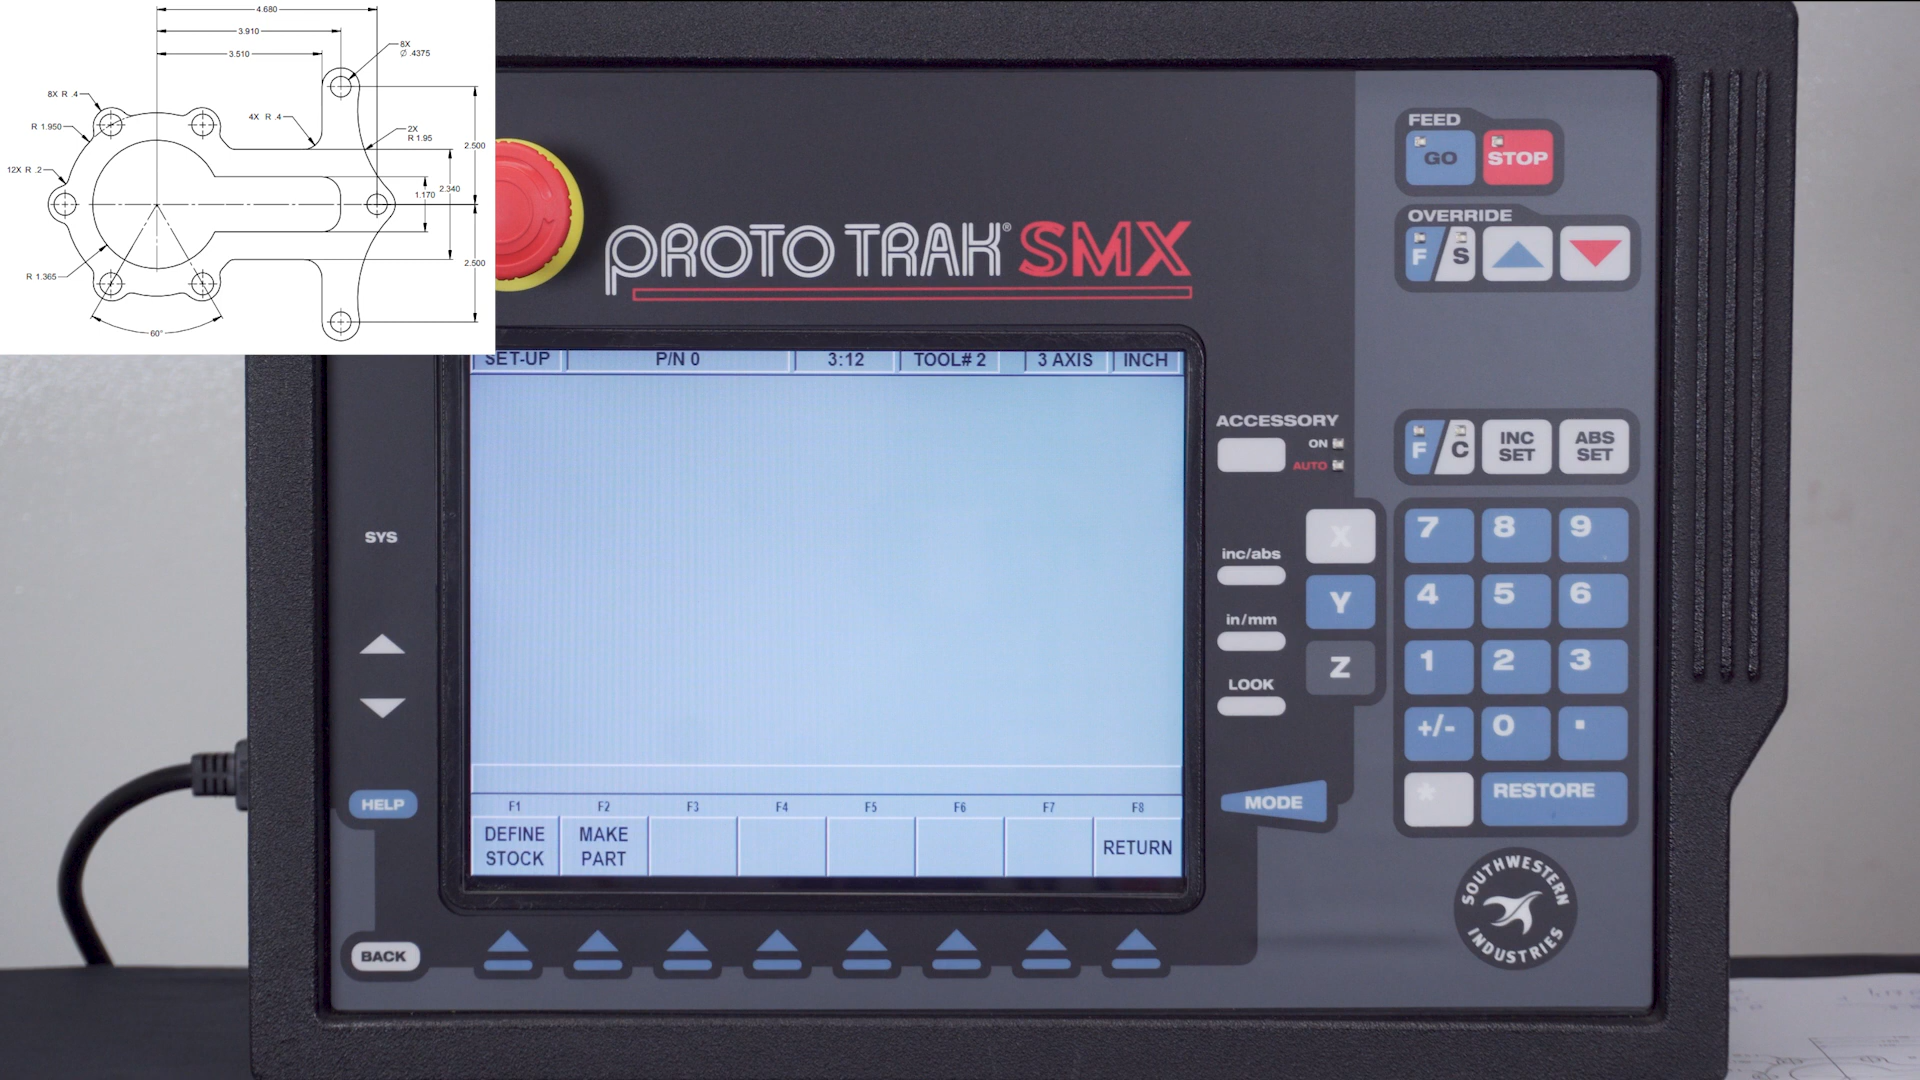 4.680
3.910
3.510
8X
Ø .4375
8X R .4
R 1.950
4X R .4
2X
R 1.95
2.500
12X R .2
1.170
2.340
2.500
R 1.365
60°
PROTO TRAK® SMX
FEED
GO
STOP
OVERRIDE
F
S
SET-UP
P/N 0
3:12
TOOL# 2
3 AXIS
INCH
ACCESSORY
ON
AUTO
F
C
INC
SET
ABS
SET
SYS
inc/abs
in/mm
LOOK
X
Y
Z
7
8
9
4
5
6
1
2
3
+/-
0
.
*
RESTORE
HELP
MODE
F1
F2
F3
F4
F5
F6
F7
F8
DEFINE
STOCK
MAKE
PART
RETURN
BACK
SOUTHWESTERN
INDUSTRIES